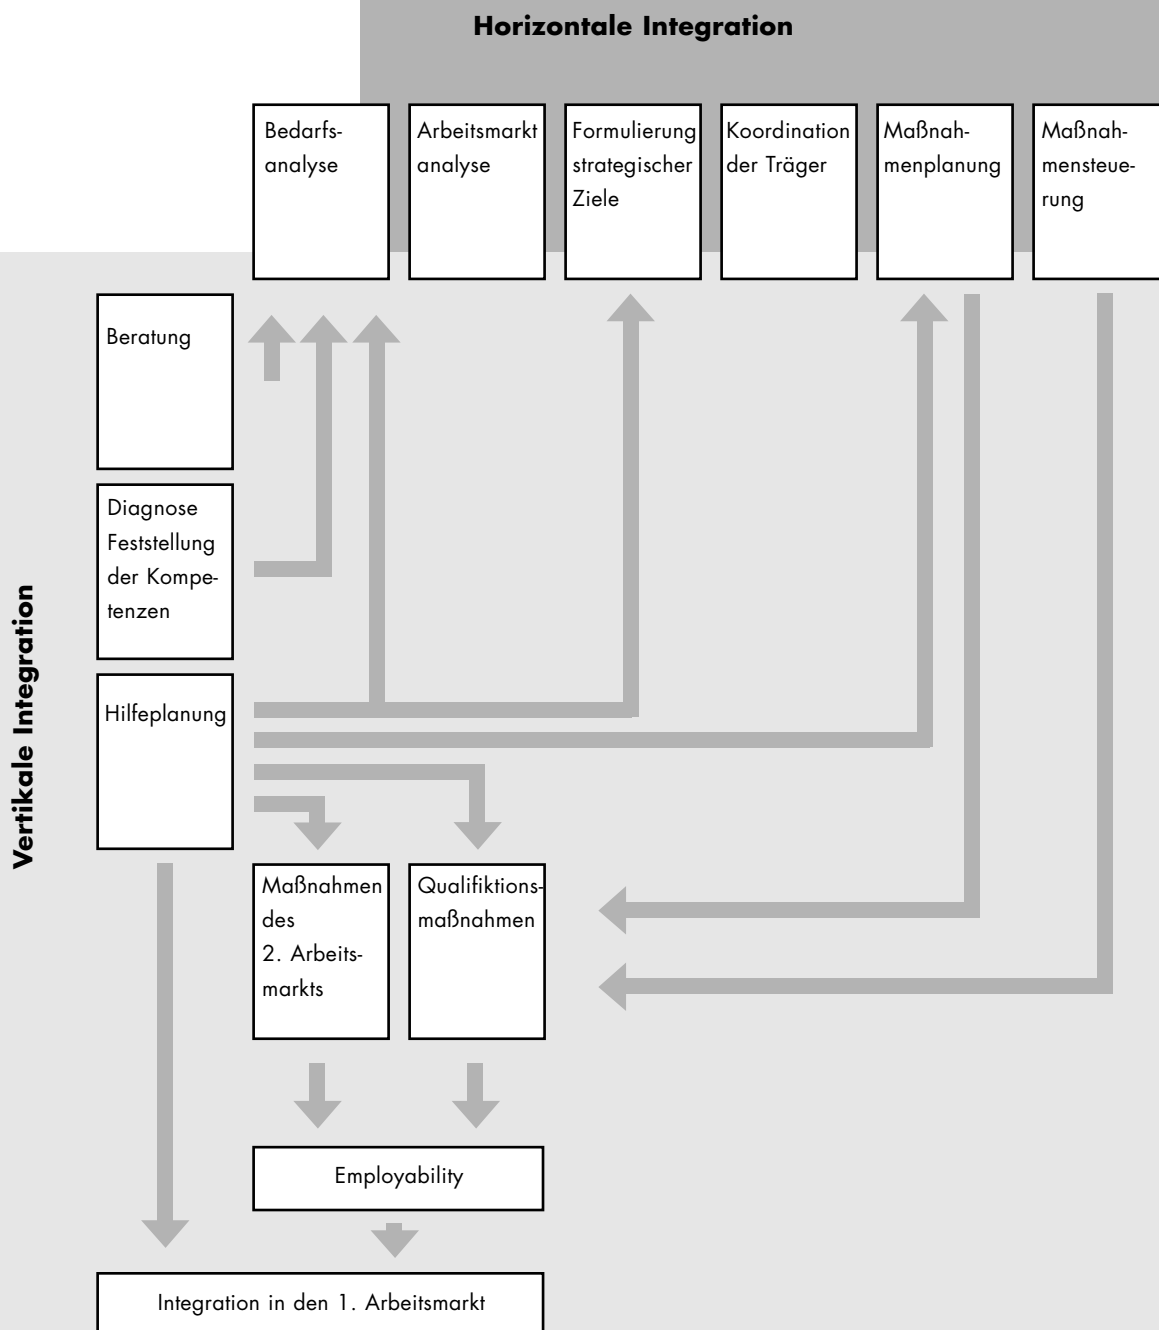 Horizontale Integration
Bedarfs-
analyse
Arbeitsmarkt
analyse
Formulierung
strategischer
Ziele
Koordination
der Träger
Maßnah-
menplanung
Maßnah-
mensteue-
rung
Vertikale Integration
Beratung
Diagnose
Feststellung
der Kompe-
tenzen
Hilfeplanung
Maßnahmen
des
2. Arbeits-
markts
Qualifiktions-
maßnahmen
Employability
Integration in den 1. Arbeitsmarkt